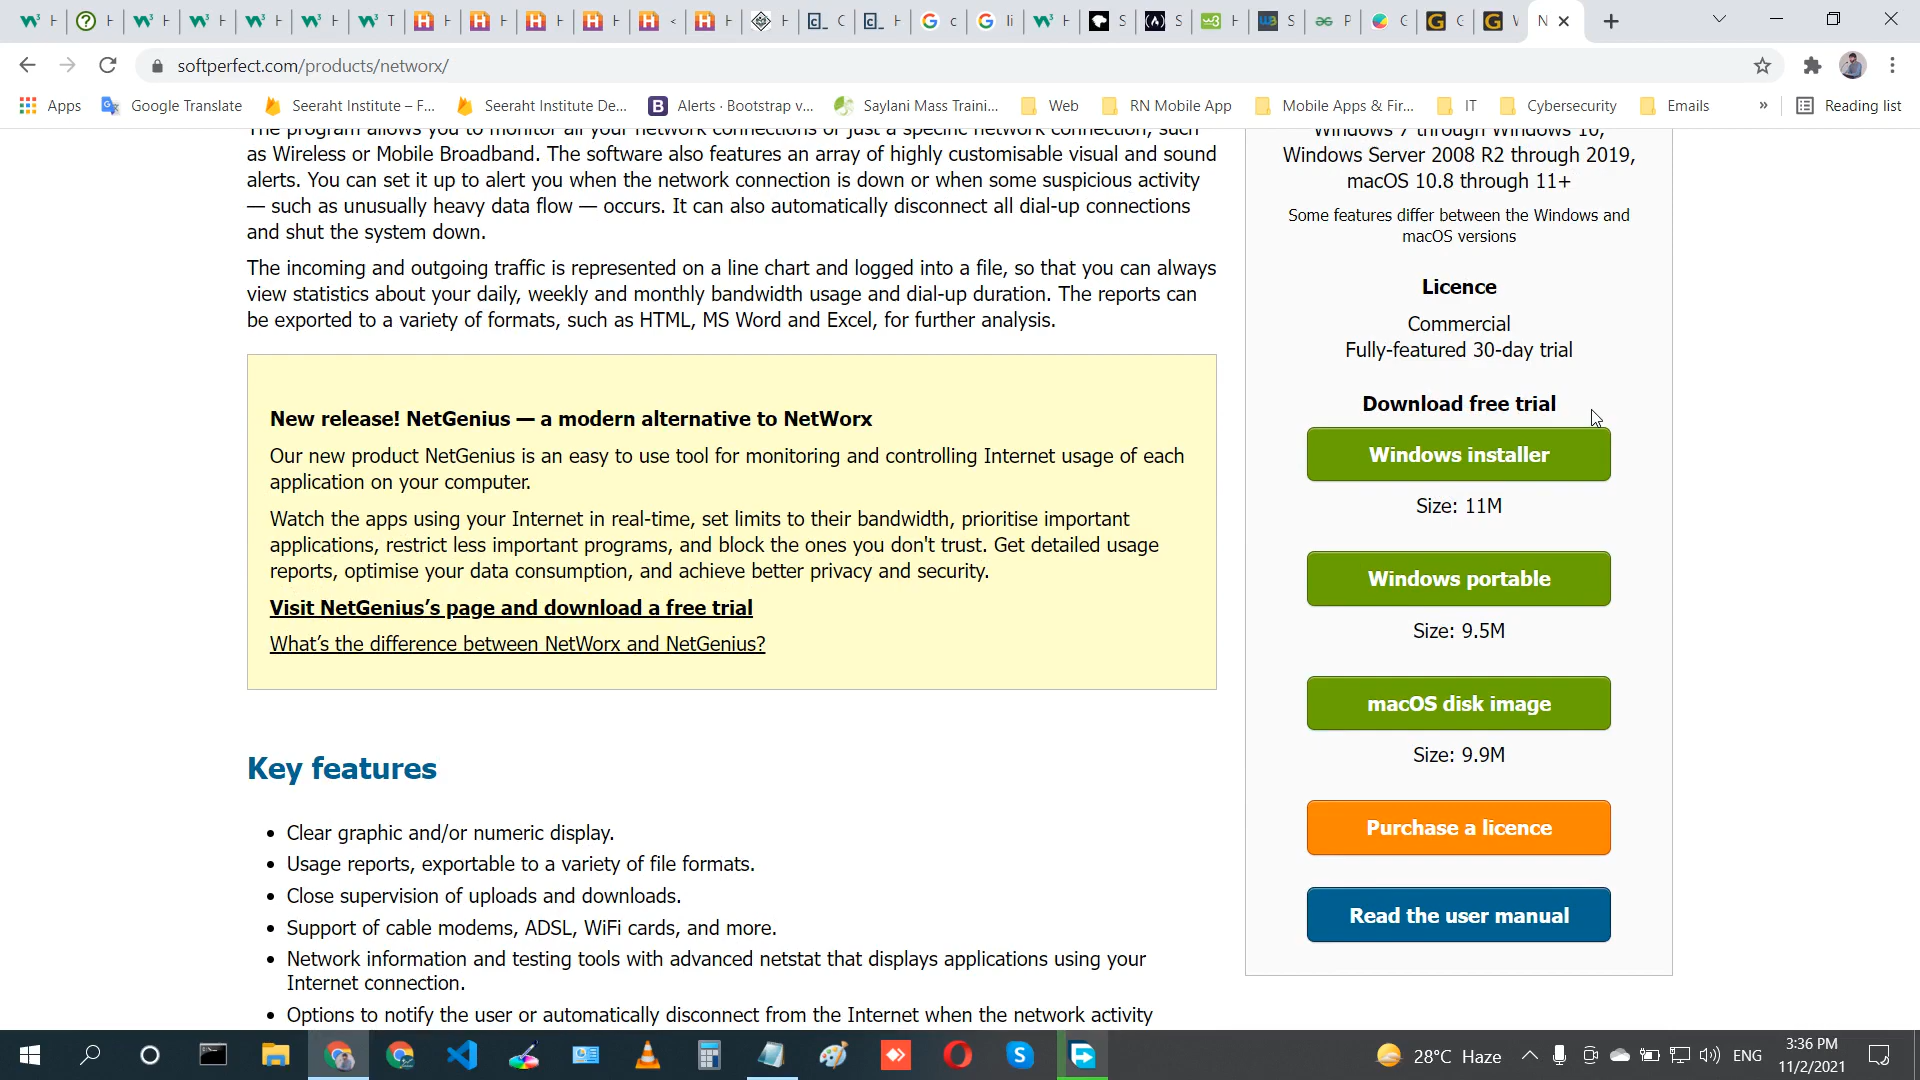 softperfect.com/products/networx/
Apps
Google Translate
Seeraht Institute – F...
Seeraht Institute De...
Alerts · Bootstrap v...
Saylani Mass Traini...
Web
RN Mobile App
Mobile Apps & Fir...
IT
Cybersecurity
Emails
»
Reading list
The program allows you to monitor all your network connections or just a specific network connection, such
as Wireless or Mobile Broadband. The software also features an array of highly customisable visual and sound
alerts. You can set it up to alert you when the network connection is down or when some suspicious activity
— such as unusually heavy data flow — occurs. It can also automatically disconnect all dial-up connections
and shut the system down.
The incoming and outgoing traffic is represented on a line chart and logged into a file, so that you can always
view statistics about your daily, weekly and monthly bandwidth usage and dial-up duration. The reports can
be exported to a variety of formats, such as HTML, MS Word and Excel, for further analysis.
New release! NetGenius — a modern alternative to NetWorx
Our new product NetGenius is an easy to use tool for monitoring and controlling Internet usage of each
application on your computer.
Watch the apps using your Internet in real-time, set limits to their bandwidth, prioritise important
applications, restrict less important programs, and block the ones you don't trust. Get detailed usage
reports, optimise your data consumption, and achieve better privacy and security.
Visit NetGenius’s page and download a free trial
What’s the difference between NetWorx and NetGenius?
Key features
• Clear graphic and/or numeric display.
• Usage reports, exportable to a variety of file formats.
• Close supervision of uploads and downloads.
• Support of cable modems, ADSL, WiFi cards, and more.
• Network information and testing tools with advanced netstat that displays applications using your
Internet connection.
• Options to notify the user or automatically disconnect from the Internet when the network activity
Windows 7 through Windows 10,
Windows Server 2008 R2 through 2019,
macOS 10.8 through 11+
Some features differ between the Windows and
macOS versions
Licence
Commercial
Fully-featured 30-day trial
Download free trial
Windows installer
Size: 11M
Windows portable
Size: 9.5M
macOS disk image
Size: 9.9M
Purchase a licence
Read the user manual
28°C Haze
ENG
3:36 PM
11/2/2021